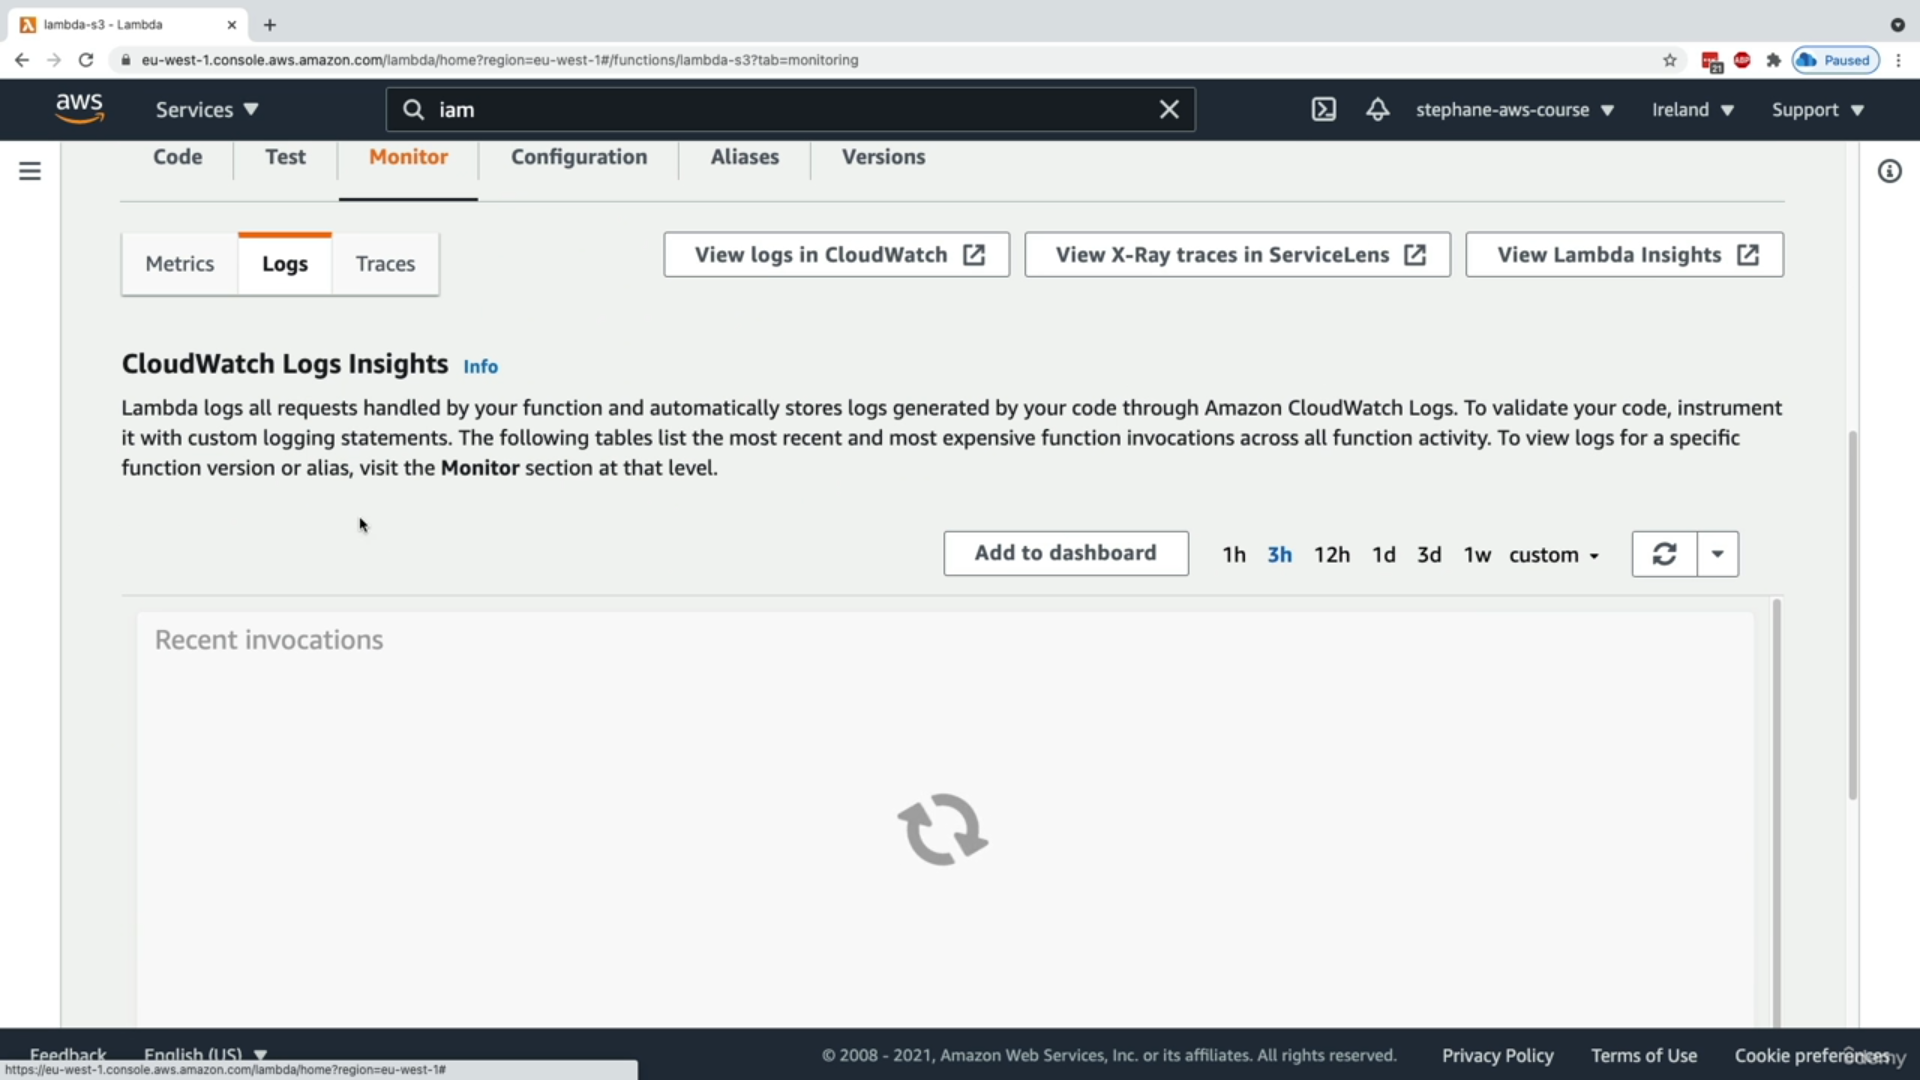 lambda-s3 - Lambda
eu-west-1.console.aws.amazon.com/lambda/home?region=eu-west-1#/functions/lambda-s3?tab=monitoring
21
ABP
Paused
aws
Services
iam
stephane-aws-course
Ireland
Support
Code
Test
Monitor
Configuration
Aliases
Versions
Metrics
Logs
Traces
View logs in CloudWatch
View X-Ray traces in ServiceLens
View Lambda Insights
CloudWatch Logs Insights Info
Lambda logs all requests handled by your function and automatically stores logs generated by your code through Amazon CloudWatch Logs. To validate your code, instrument
it with custom logging statements. The following tables list the most recent and most expensive function invocations across all function activity. To view logs for a specific
function version or alias, visit the Monitor section at that level.
Add to dashboard
1h
3h
12h
1d
3d
1w
custom
Recent invocations
Feedback
English (US)
© 2008 - 2021, Amazon Web Services, Inc. or its affiliates. All rights reserved.
Privacy Policy
Terms of Use
Cookie preferences
ûdemy
https://eu-west-1.console.aws.amazon.com/lambda/home?region=eu-west-1#